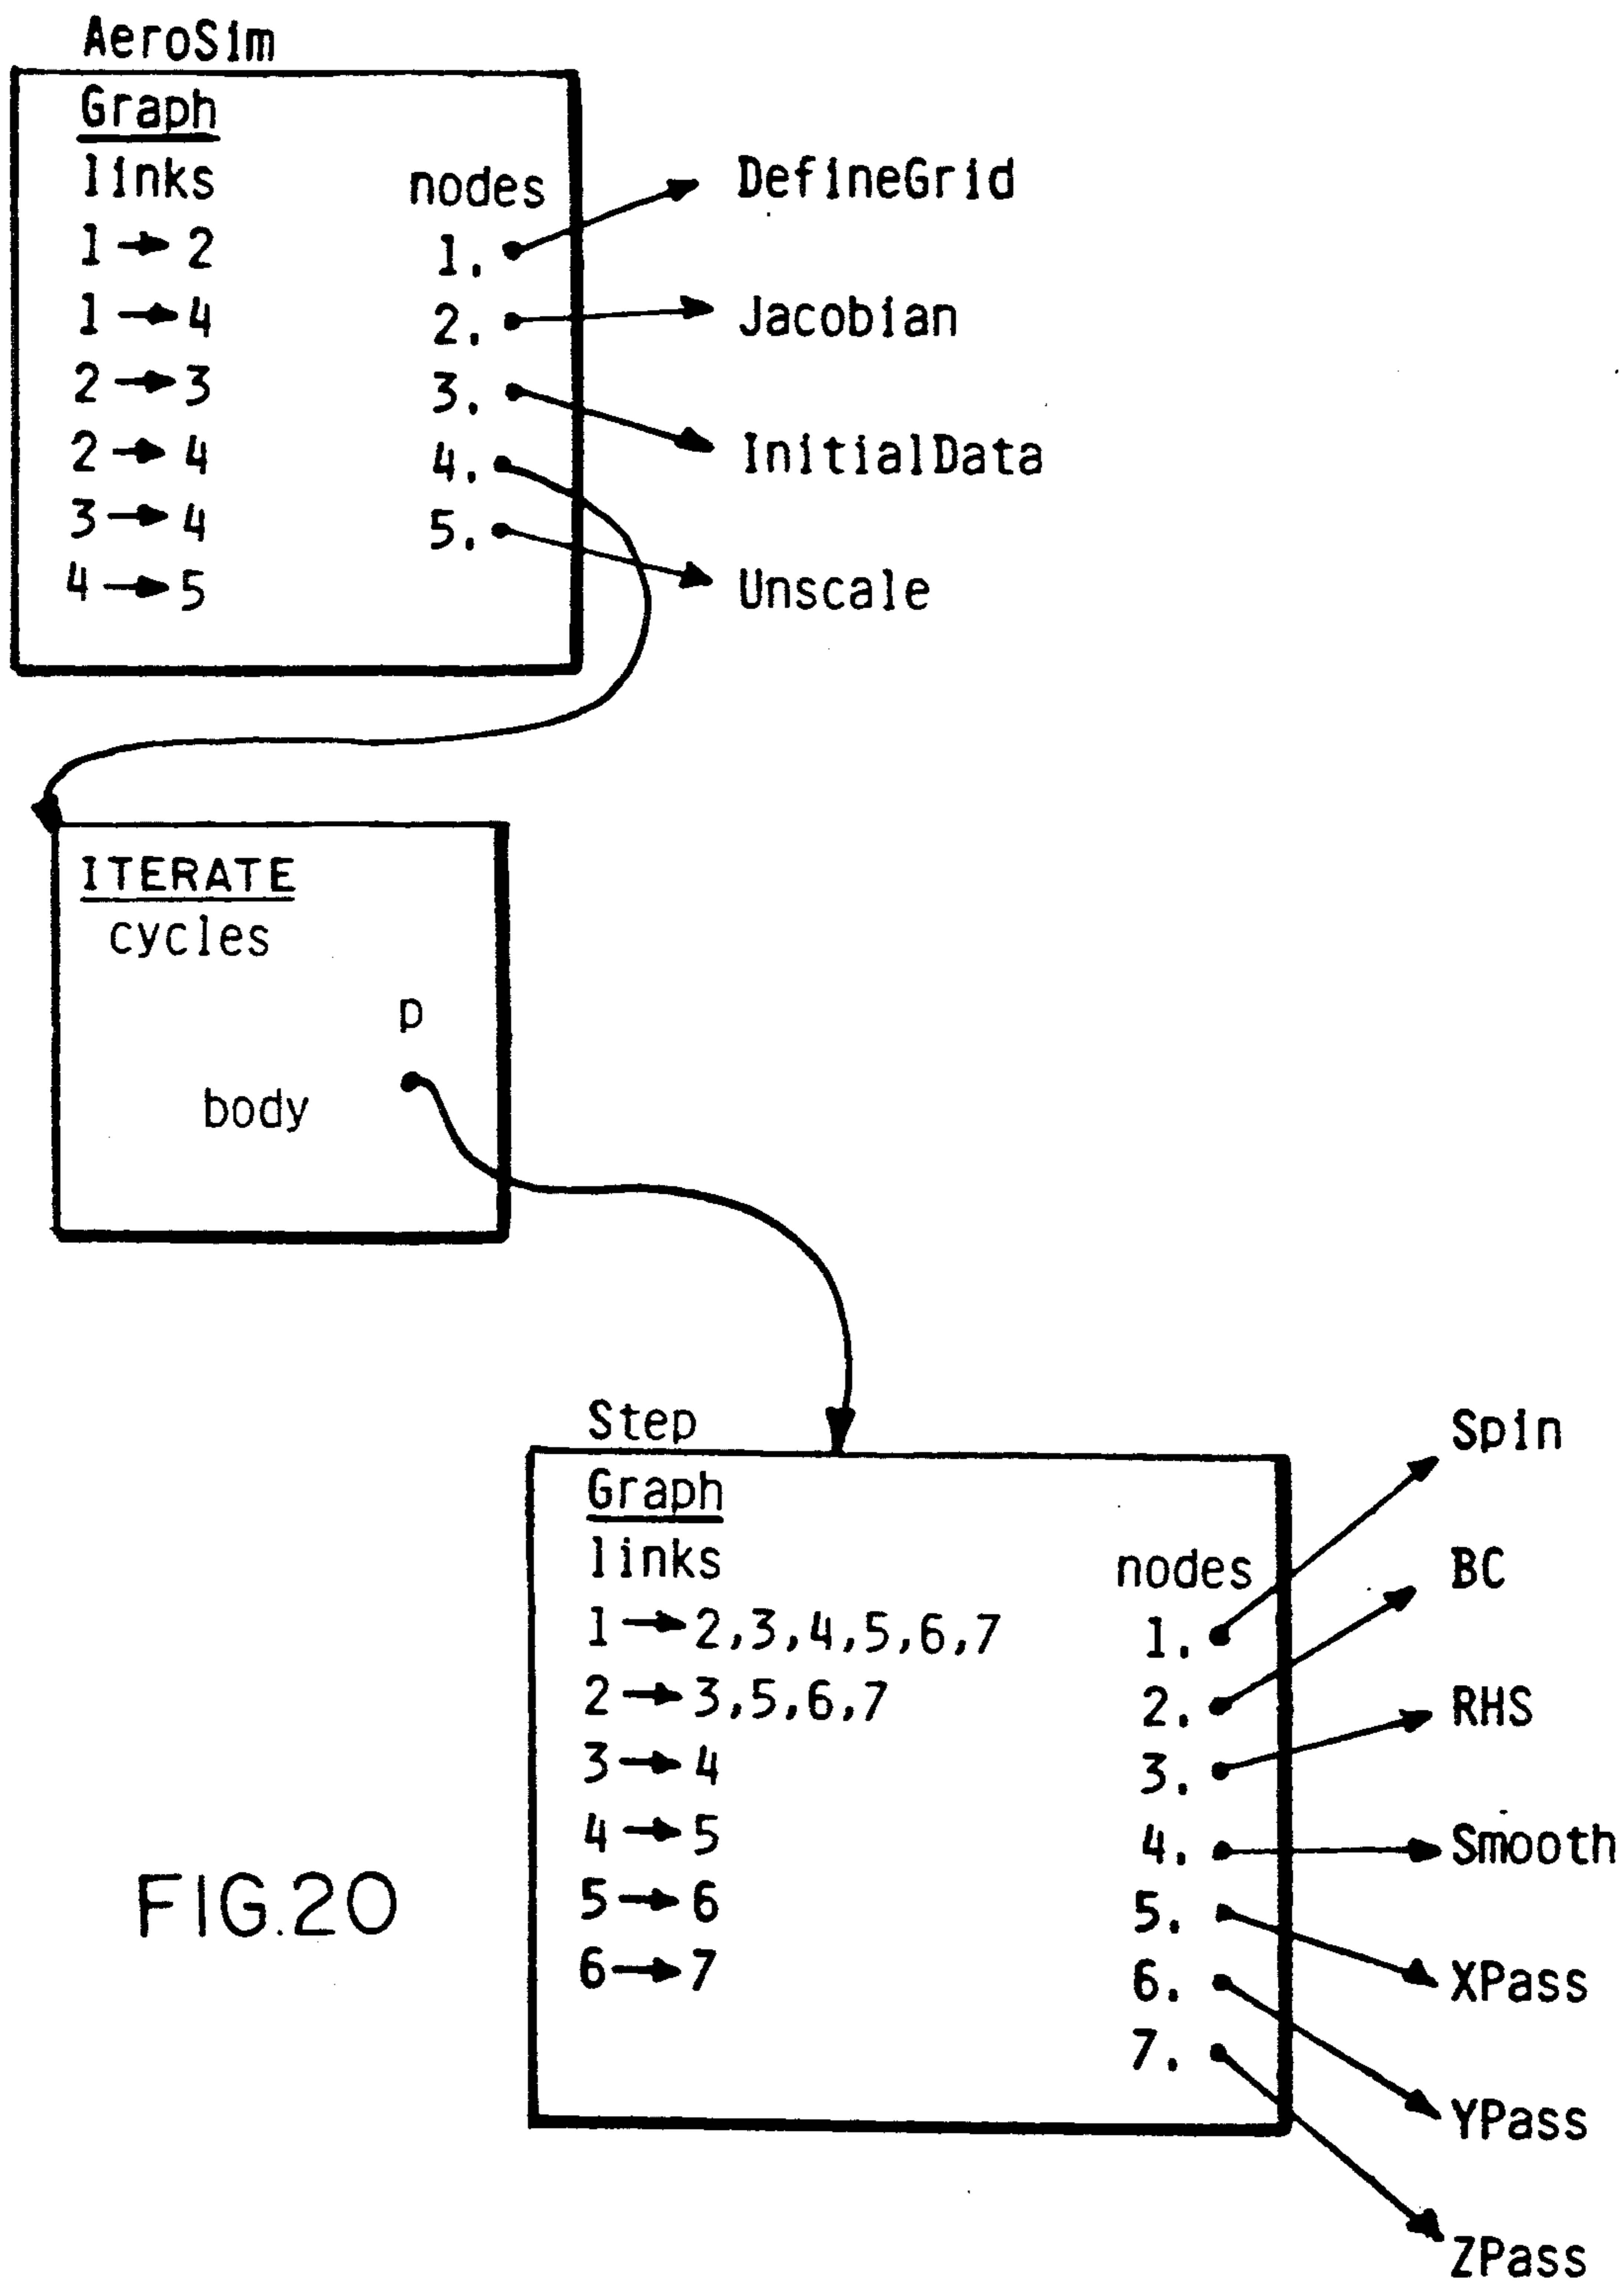 AeroSim
Graph
links nodes
1 → 2 1. DefineGrid
1 → 4 2. Jacobian
2 → 3 3. InitialData
2 → 4 4.
3 → 4 5. Unscale
4 → 5
ITERATE
cycles
p
body
Step
Graph
links nodes
1 → 2,3,4,5,6,7 1. Spin
2 → 3,5,6,7 2. BC
3 → 4 3. RHS
4 → 5 4. Smooth
5 → 6 5. XPass
6 → 7 6. YPass
7. ZPass
FIG.20